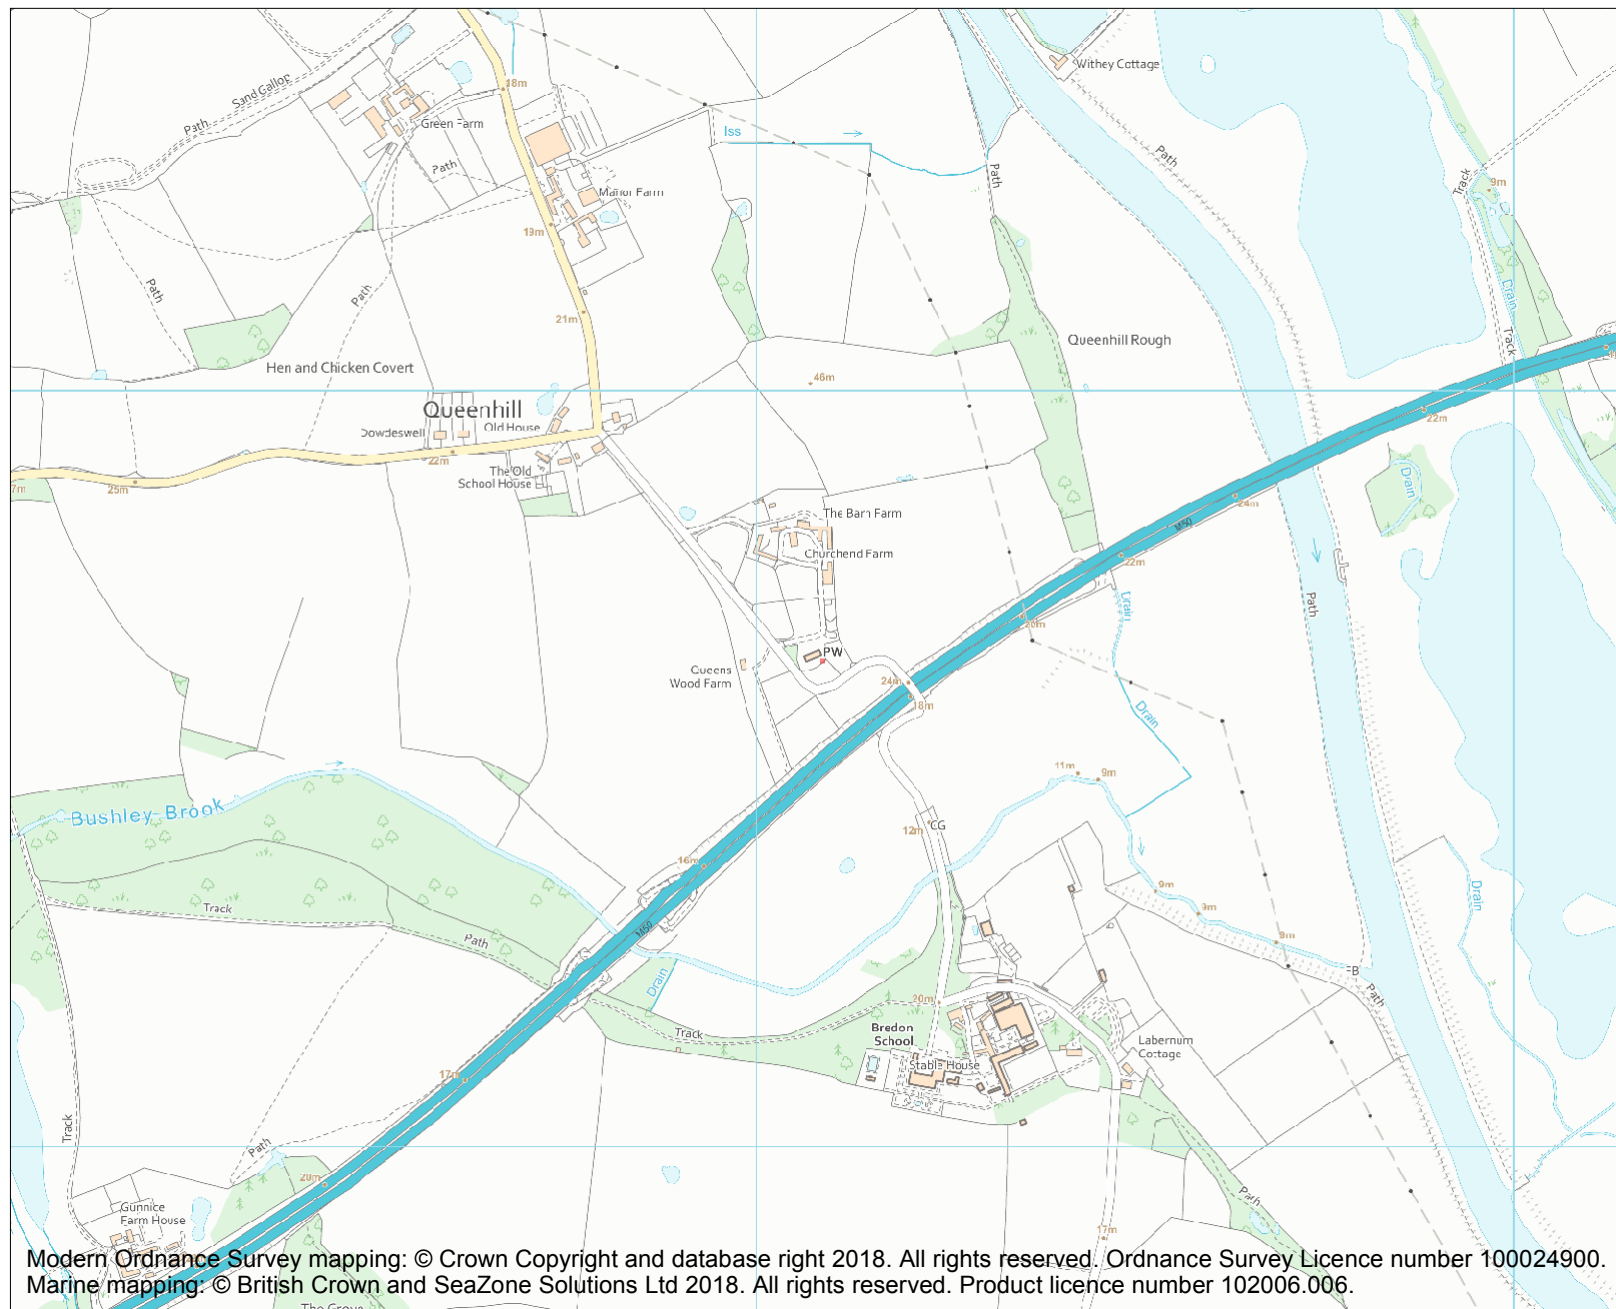 Withey Cottage
18m
Sand Gallop
Path
Green Farm
Iss
Path
Path
Path
Track
9m
Manor Farm
19m
Path
Path
Drain
21m
Queenhill Rough
Track
Hen and Chicken Covert
46m
Queenhill
Old House
Dowdeswell
22m
22m
The Old
School House
7m
25m
Drain
24m
M50
The Barn Farm
Churchend Farm
22m
Drain
Path
20m
PW
Queens
Wood Farm
24m
18m
Drain
11m
9m
Bushley Brook
12m
CG
16m
9m
Drain
Track
9m
M50
Path
9m
FB
Drain
Path
20m
Bredon
School
Track
Labernum
Cottage
Stable House
17m
Track
Path
20m
Path
Gunnice
Farm House
17m
Modern Ordnance Survey mapping: © Crown Copyright and database right 2018. All rights reserved. Ordnance Survey Licence number 100024900.
Marine mapping: © British Crown and SeaZone Solutions Ltd 2018. All rights reserved. Product licence number 102006.006.
The Grove